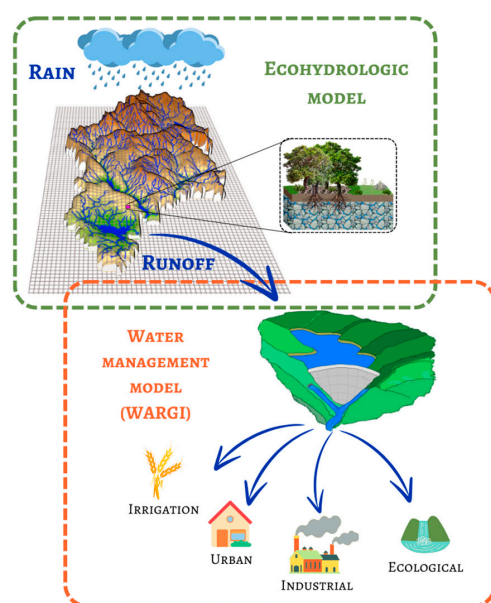 Rain
Ecohydrologic
model
Runoff
Water
management
model
(WARGI)
Irrigation
Urban
Industrial
Ecological